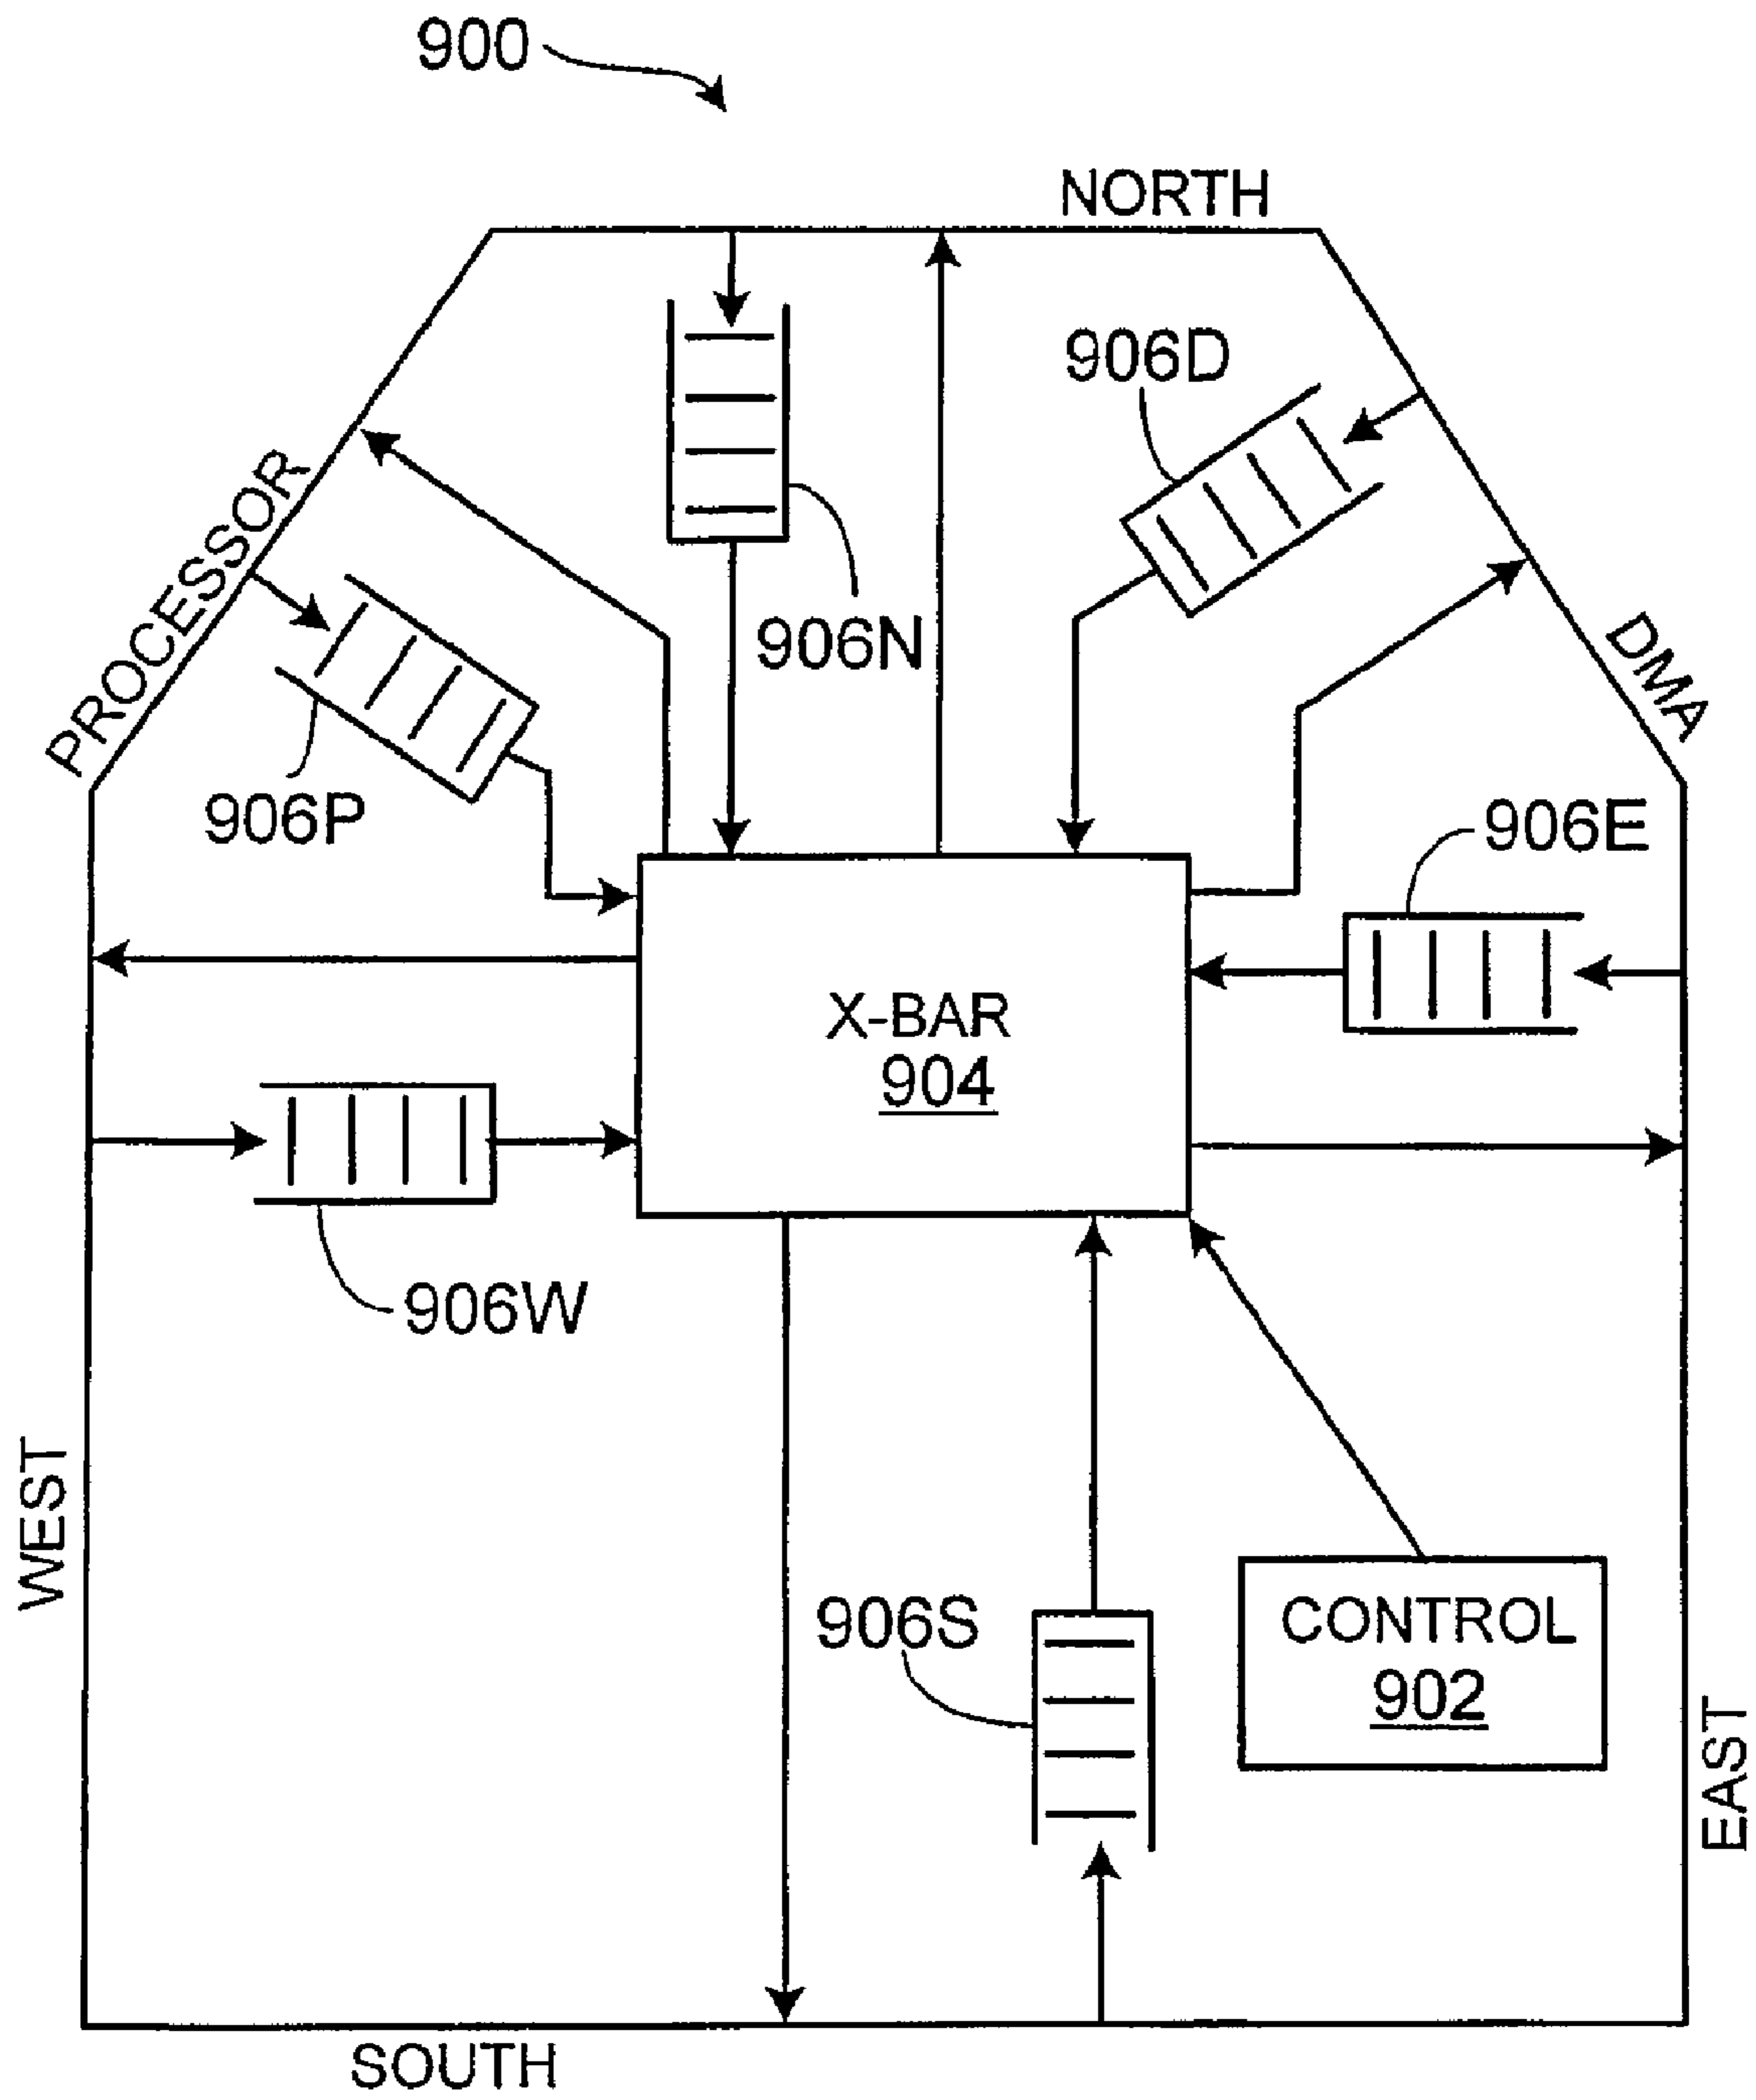 900
NORTH
906D
PROCESSOR
906N
DMA
906P
906E
X-BAR
904
906W
WEST
906S
CONTROL
902
EAST
SOUTH